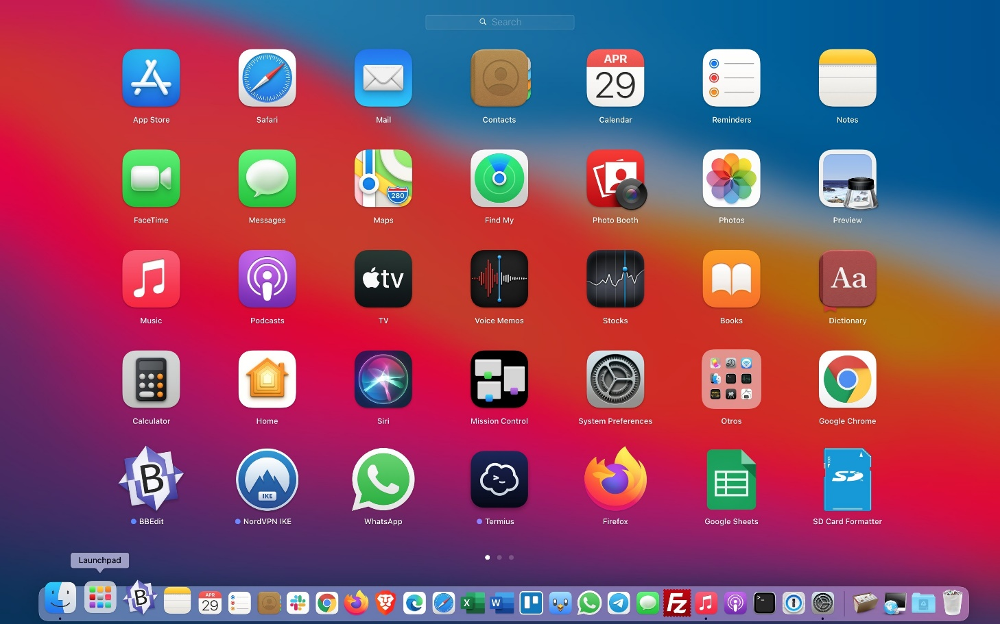 Search
APR
29
App Store
Safari
Mail
Contacts
Calendar
Reminders
Notes
280
FaceTime
Messages
Maps
Find My
Photo Booth
Photos
Preview
tv
Aa
Music
Podcasts
TV
Voice Memos
Stocks
Books
Dictionary
Calculator
Home
Siri
Mission Control
System Preferences
Otros
Google Chrome
B
IKE
>_
SD
BBEdit
NordVPN IKE
WhatsApp
Termius
Firefox
Google Sheets
SD Card Formatter
Launchpad
B
APR
29
X
W
Fz
>_